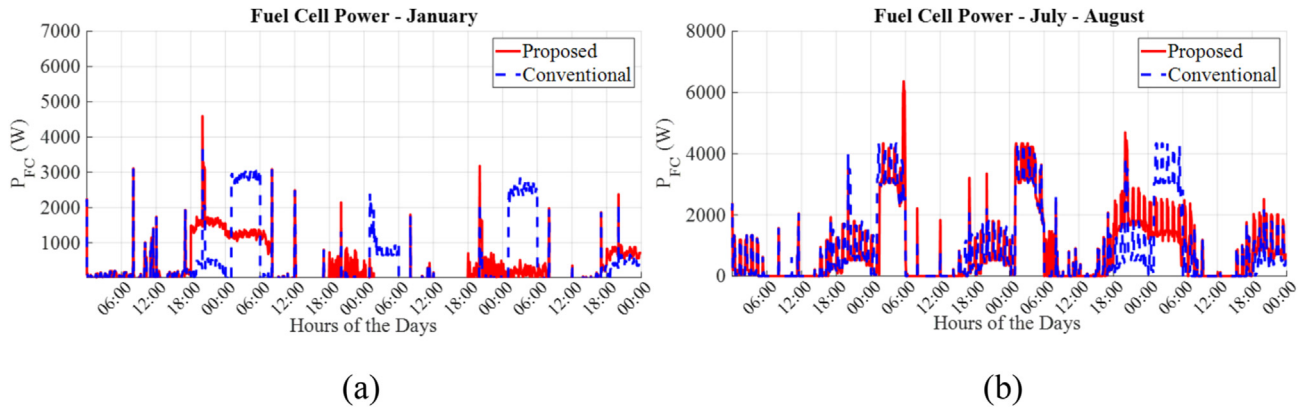 Fuel Cell Power - January
7000
6000
5000
4000
3000
2000
1000
P_FC (W)
Proposed
Conventional
06:00 12:00 18:00 00:00 06:00 12:00 18:00 00:00 06:00 12:00 18:00 00:00 06:00 12:00 18:00 00:00
Hours of the Days
(a)
Fuel Cell Power - July - August
8000
6000
4000
2000
0
P_FC (W)
Proposed
Conventional
06:00 12:00 18:00 00:00 06:00 12:00 18:00 00:00 06:00 12:00 18:00 00:00 06:00 12:00 18:00 00:00
Hours of the Days
(b)